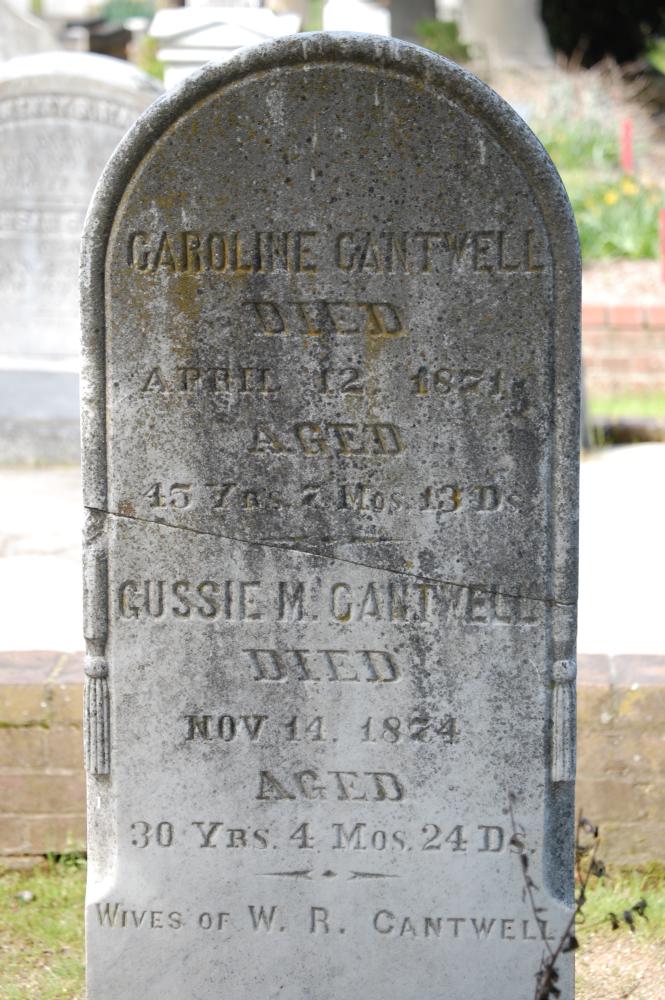 CAROLINE CANTWELL
DIED
APRIL 12, 1871,
AGED
45 YRS. 7 MOS. 13 DS.
GUSSIE M. CANTWELL
DIED
NOV 14, 1874
AGED
30 YRS. 4 MOS. 24 DS.
WIVES OF W. R. CANTWELL